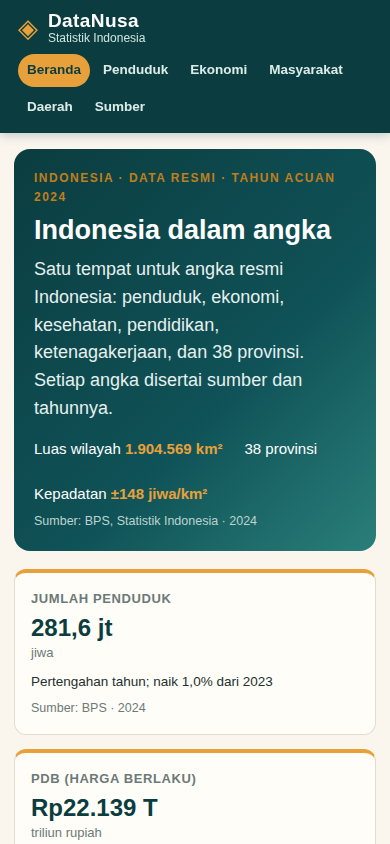 ◈ DataNusa
Statistik Indonesia
Beranda Penduduk Ekonomi Masyarakat
Daerah Sumber
INDONESIA · DATA RESMI · TAHUN ACUAN
2024
Indonesia dalam angka
Satu tempat untuk angka resmi
Indonesia: penduduk, ekonomi,
kesehatan, pendidikan,
ketenagakerjaan, dan 38 provinsi.
Setiap angka disertai sumber dan
tahunnya.
Luas wilayah 1.904.569 km² 38 provinsi
Kepadatan ±148 jiwa/km²
Sumber: BPS, Statistik Indonesia · 2024
JUMLAH PENDUDUK
281,6 jt
jiwa
Pertengahan tahun; naik 1,0% dari 2023
Sumber: BPS · 2024
PDB (HARGA BERLAKU)
Rp22.139 T
triliun rupiah